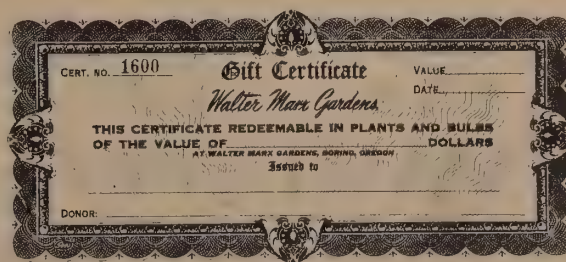 CERT. NO. 1600 Gift Certificate VALUE
DATE
Walter Marx Gardens
THIS CERTIFICATE REDEEMABLE IN PLANTS AND BULBS
OF THE VALUE OF DOLLARS
AT WALTER MARX GARDENS, BORING, OREGON
Issued to
DONOR: